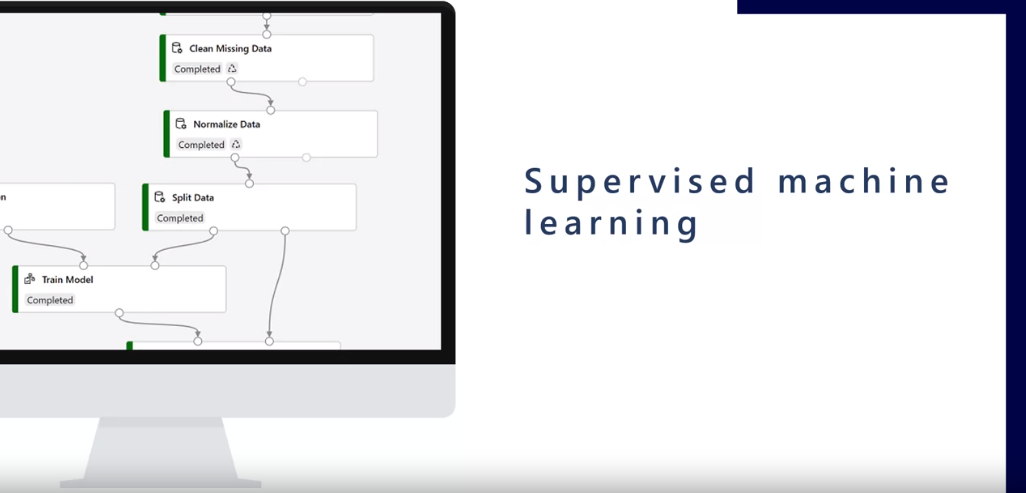 Clean Missing Data
Completed
Normalize Data
Completed
n
Split Data
Completed
Train Model
Completed
Supervised machine
learning